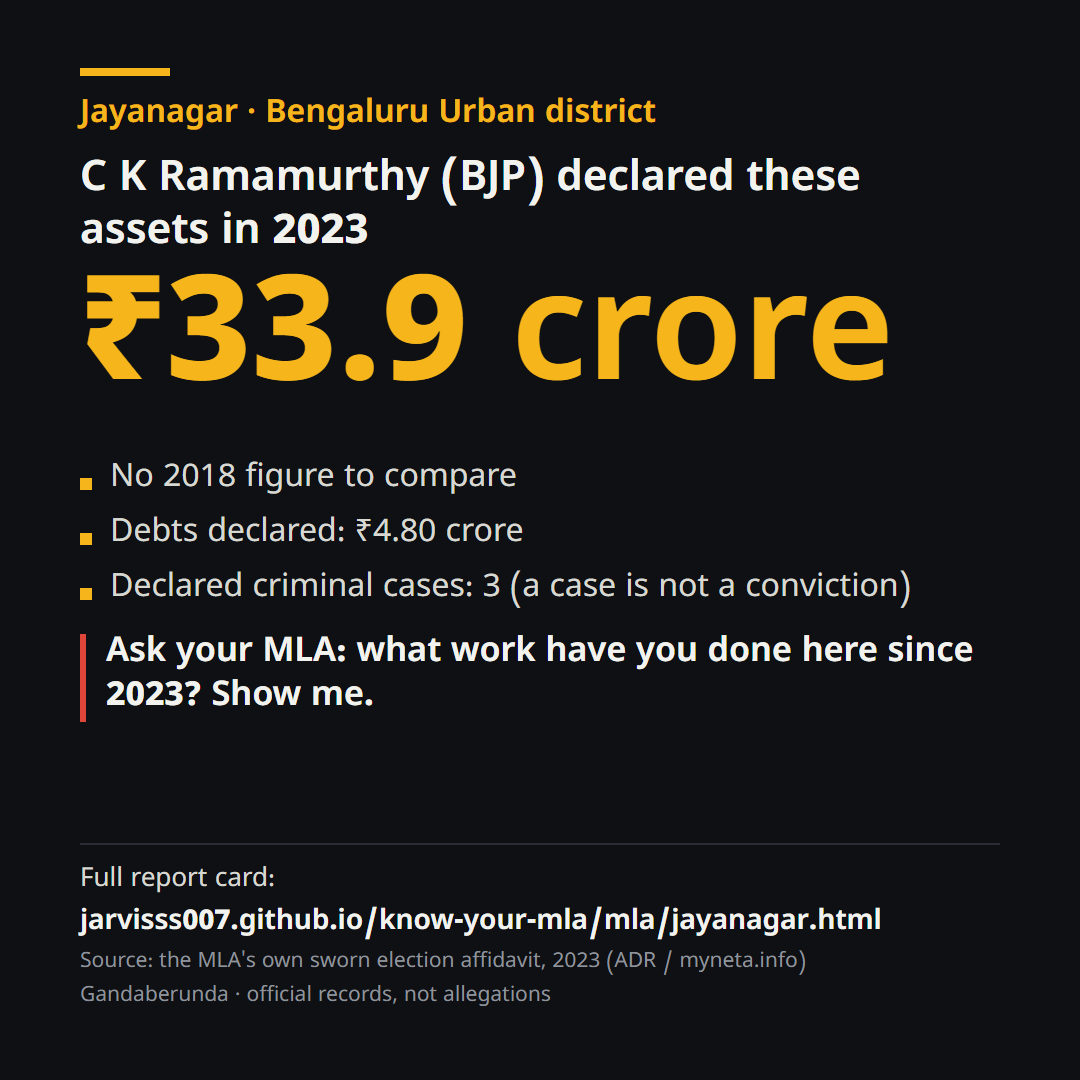 Jayanagar · Bengaluru Urban district
C K Ramamurthy (BJP) declared these
assets in 2023
₹33.9 crore
No 2018 figure to compare
Debts declared: ₹4.80 crore
Declared criminal cases: 3 (a case is not a conviction)
Ask your MLA: what work have you done here since
2023? Show me.
Full report card:
jarvisss007.github.io/know-your-mla/mla/jayanagar.html
Source: the MLA's own sworn election affidavit, 2023 (ADR / myneta.info)
Gandaberunda · official records, not allegations